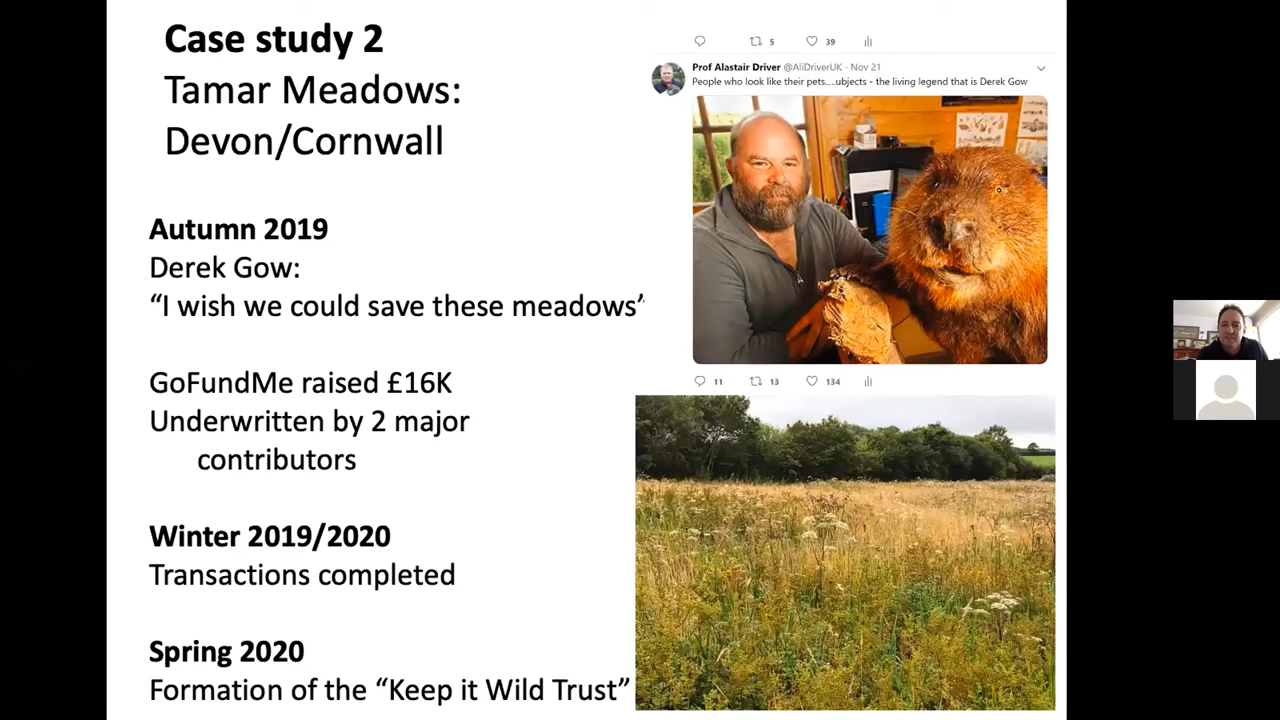 Case study 2
Tamar Meadows:
Devon/Cornwall
Autumn 2019
Derek Gow:
“I wish we could save these meadows”
GoFundMe raised £16K
Underwritten by 2 major
contributors
Winter 2019/2020
Transactions completed
Spring 2020
Formation of the “Keep it Wild Trust”
5 39
Prof Alastair Driver @AliDriverUK · Nov 21
People who look like their pets.....ubjects - the living legend that is Derek Gow
11 13 134